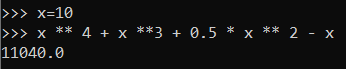 >>> x=10
>>> x ** 4 + x **3 + 0.5 * x ** 2 - x
11040.0